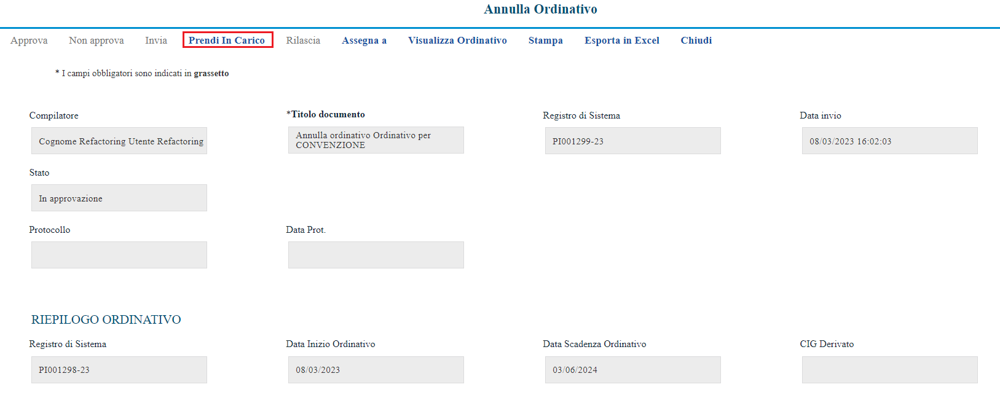 Annulla Ordinativo
Approva Non approva Invia Prendi In Carico Rilascia Assegna a Visualizza Ordinativo Stampa Esporta in Excel Chiudi
* I campi obbligatori sono indicati in grassetto
Compilatore *Titolo documento Registro di Sistema Data invio
Cognome Refactoring Utente Refactoring
Annulla ordinativo Ordinativo per
CONVENZIONE
PI001299-23
08/03/2023 16:02:03
Stato
In approvazione
Protocollo Data Prot.
RIEPILOGO ORDINATIVO
Registro di Sistema Data Inizio Ordinativo Data Scadenza Ordinativo CIG Derivato
PI001298-23 08/03/2023 03/06/2024